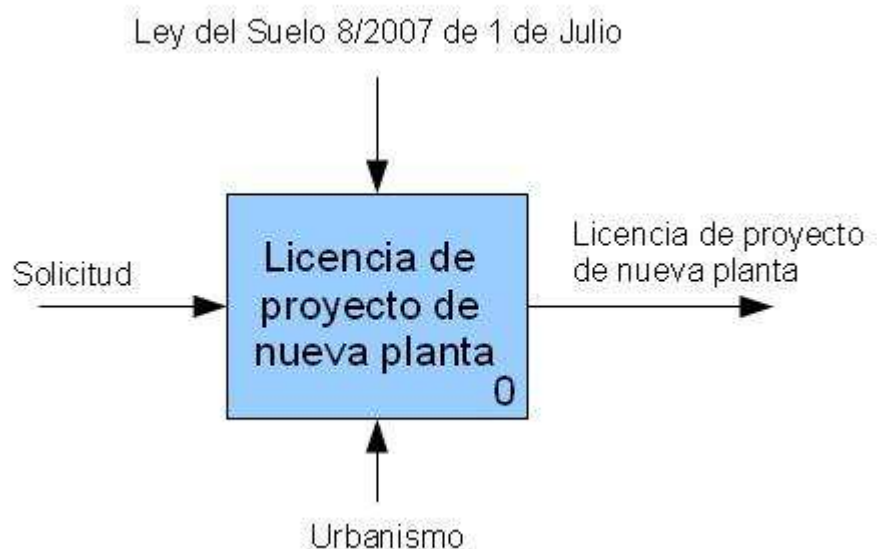 Ley del Suelo 8/2007 de 1 de Julio
Solicitud
Licencia de
proyecto de
nueva planta
0
Licencia de proyecto
de nueva planta
Urbanismo